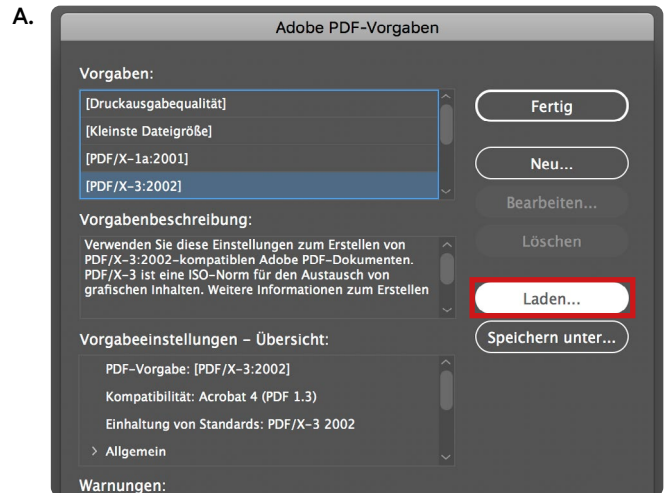 A.
Adobe PDF-Vorgaben
Vorgaben:
[Druckausgabequalität]
[Kleinste Dateigröße]
[PDF/X-1a:2001]
[PDF/X-3:2002]
Fertig
Neu...
Bearbeiten...
Löschen
Laden...
Speichern unter...
Vorgabenbeschreibung:
Verwenden Sie diese Einstellungen zum Erstellen von
PDF/X-3:2002-kompatiblen Adobe PDF-Dokumenten.
PDF/X-3 ist eine ISO-Norm für den Austausch von
grafischen Inhalten. Weitere Informationen zum Erstellen
Vorgabeeinstellungen – Übersicht:
PDF-Vorgabe: [PDF/X-3:2002]
Kompatibilität: Acrobat 4 (PDF 1.3)
Einhaltung von Standards: PDF/X-3 2002
> Allgemein
Warnungen: